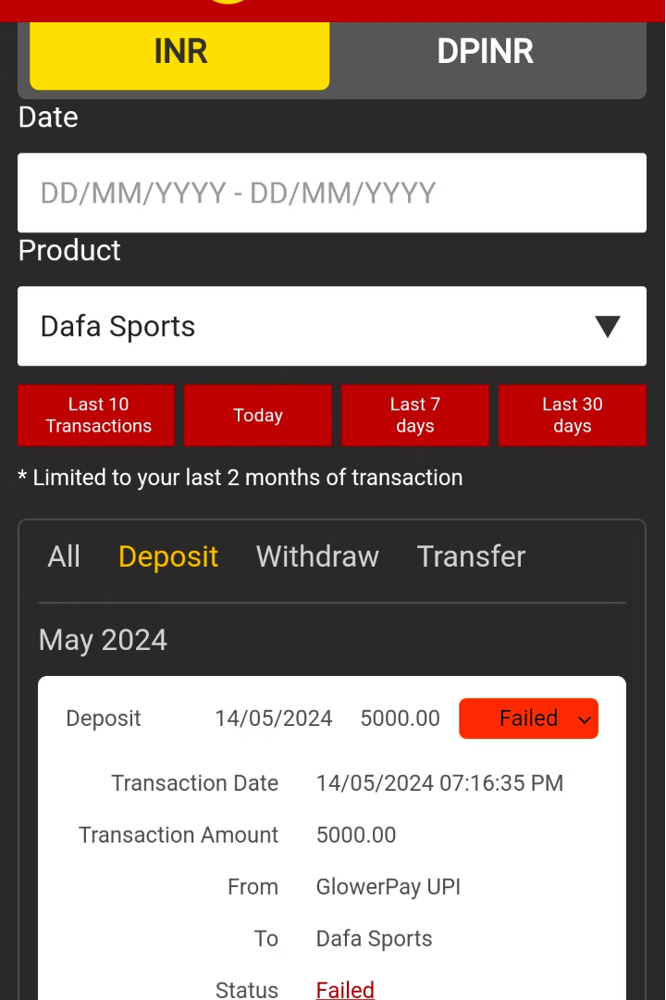 INR DPINR
Date
DD/MM/YYYY - DD/MM/YYYY
Product
Dafa Sports
Last 10 Transactions Today Last 7 days Last 30 days
* Limited to your last 2 months of transaction
All Deposit Withdraw Transfer
May 2024
Deposit 14/05/2024 5000.00 Failed
Transaction Date 14/05/2024 07:16:35 PM
Transaction Amount 5000.00
From GlowerPay UPI
To Dafa Sports
Status Failed